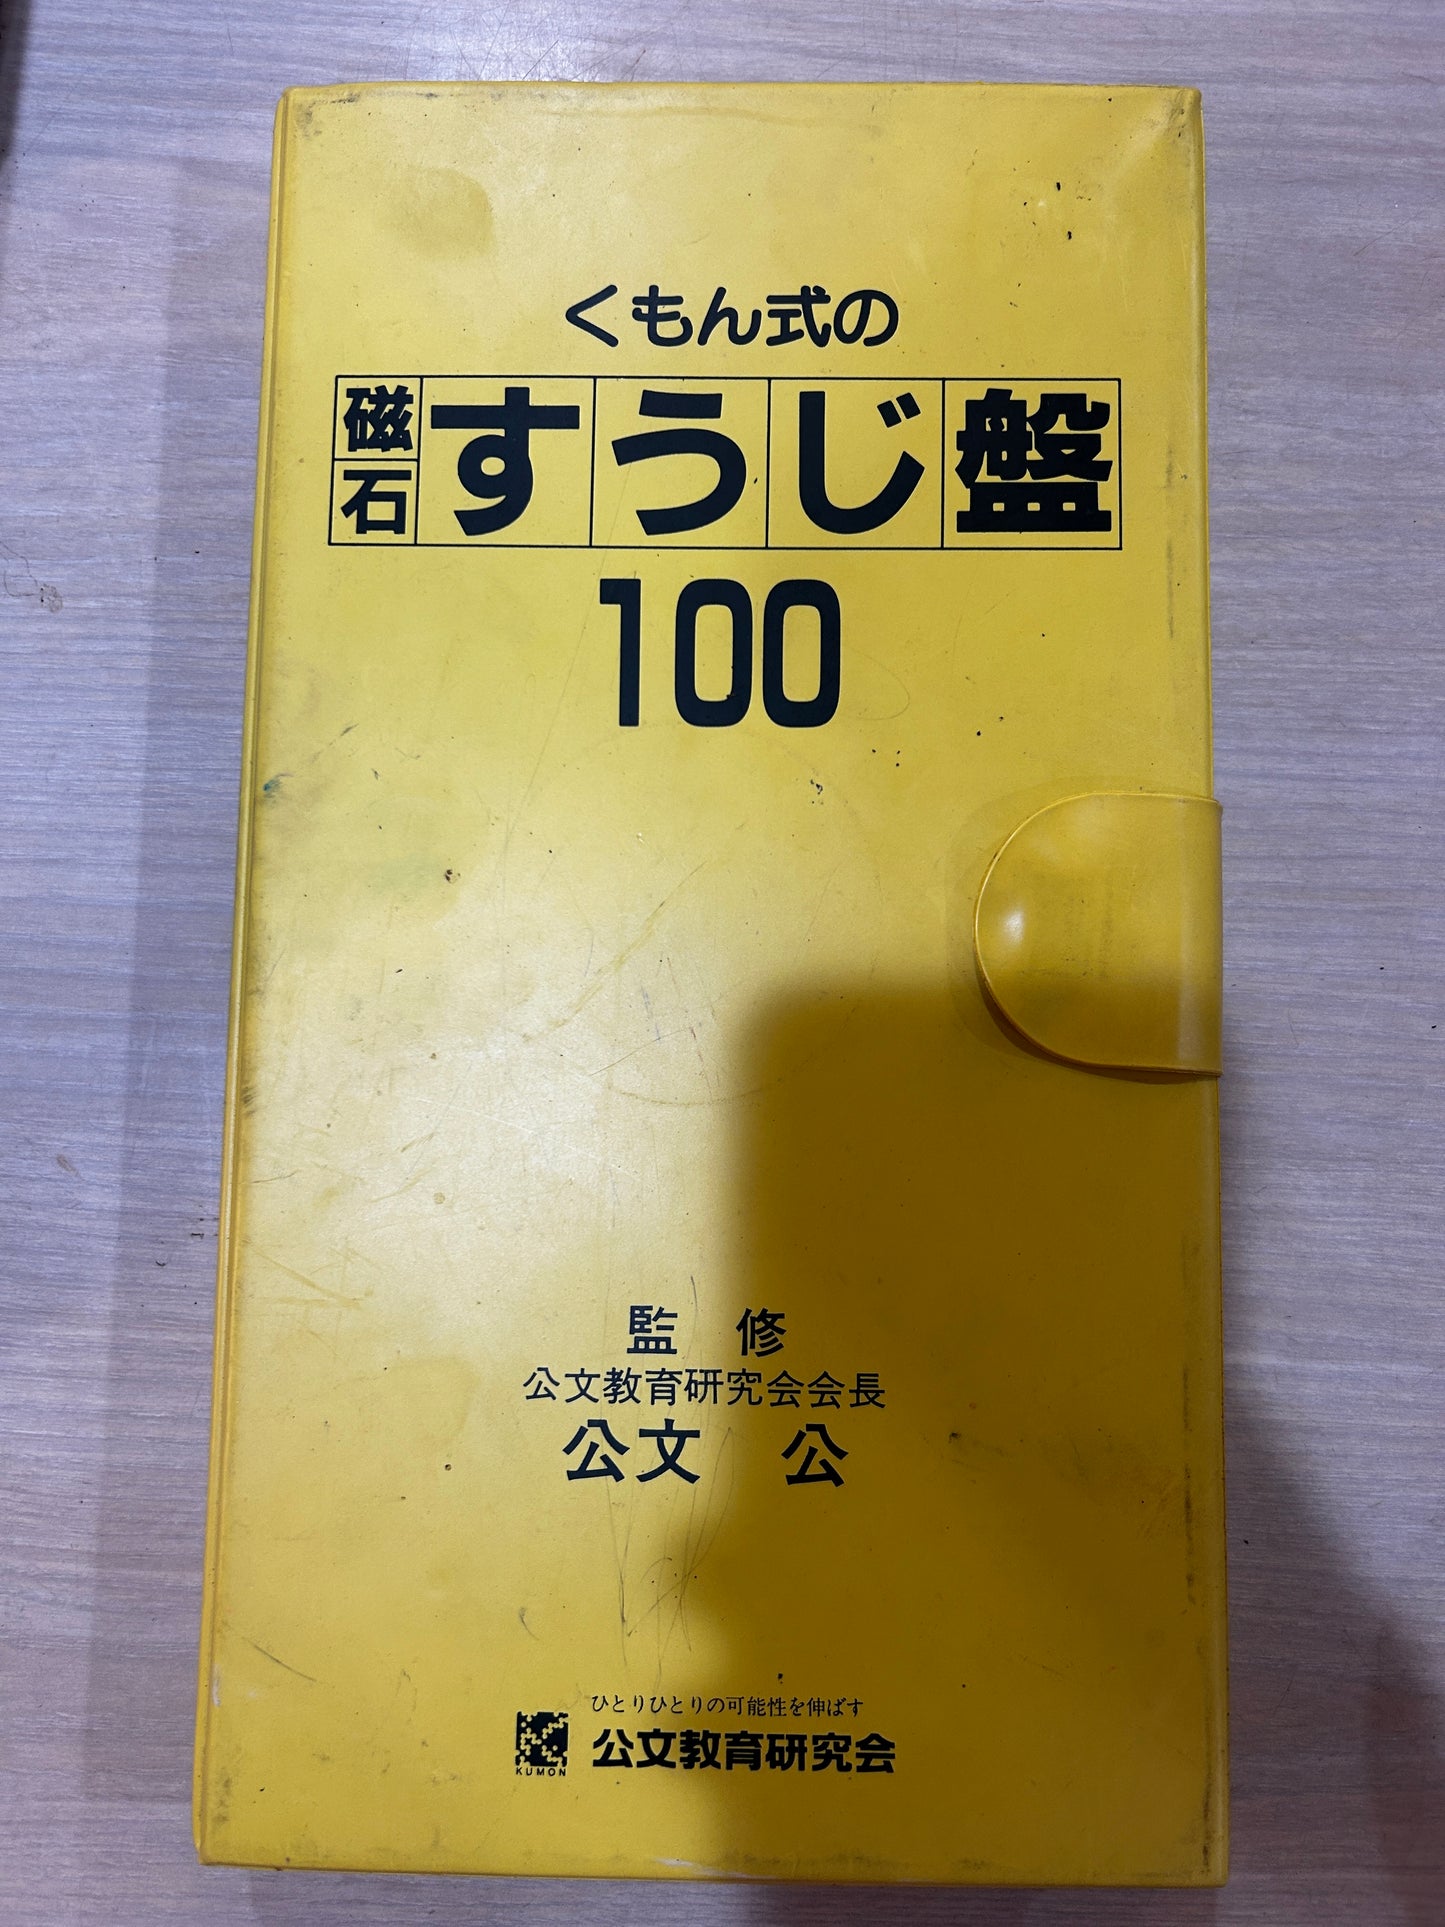 くもん式の
磁石すうじ盤
100
監 修
公文教育研究会会長
公文 公
ひとりひとりの可能性を伸ばす
KUMON 公文教育研究会